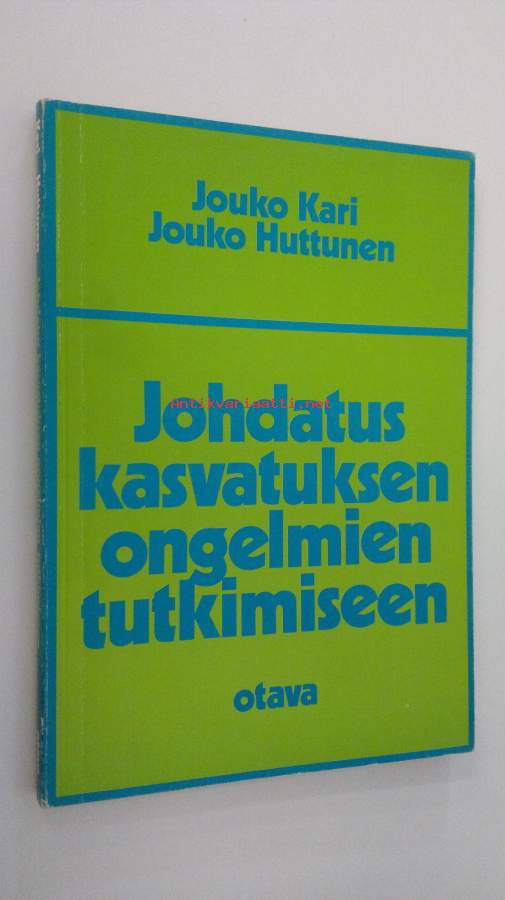 Jouko Kari
Jouko Huttunen
Johdatus
Antikvariaatti.net
kasvatuksen
ongelmien
tutkimiseen
otava